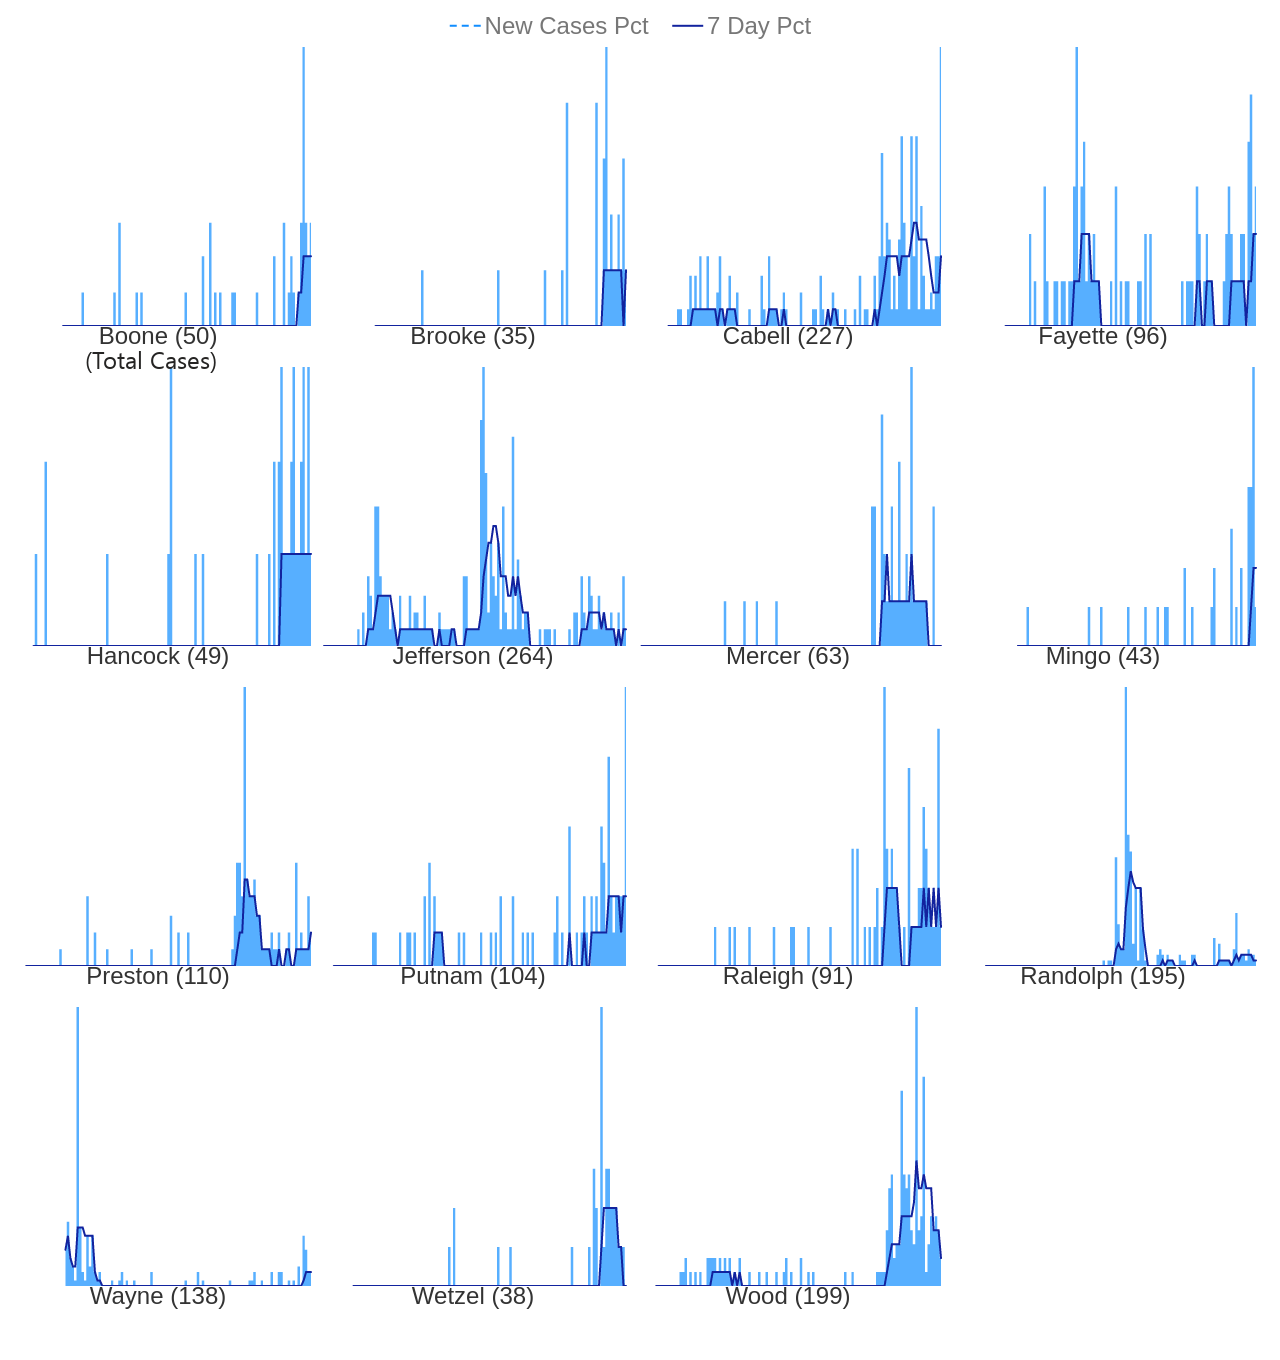 New Cases Pct 7 Day Pct
Boone (50) Brooke (35) Cabell (227) Fayette (96)
(Total Cases)
Hancock (49) Jefferson (264) Mercer (63) Mingo (43)
Preston (110) Putnam (104) Raleigh (91) Randolph (195)
Wayne (138) Wetzel (38) Wood (199)